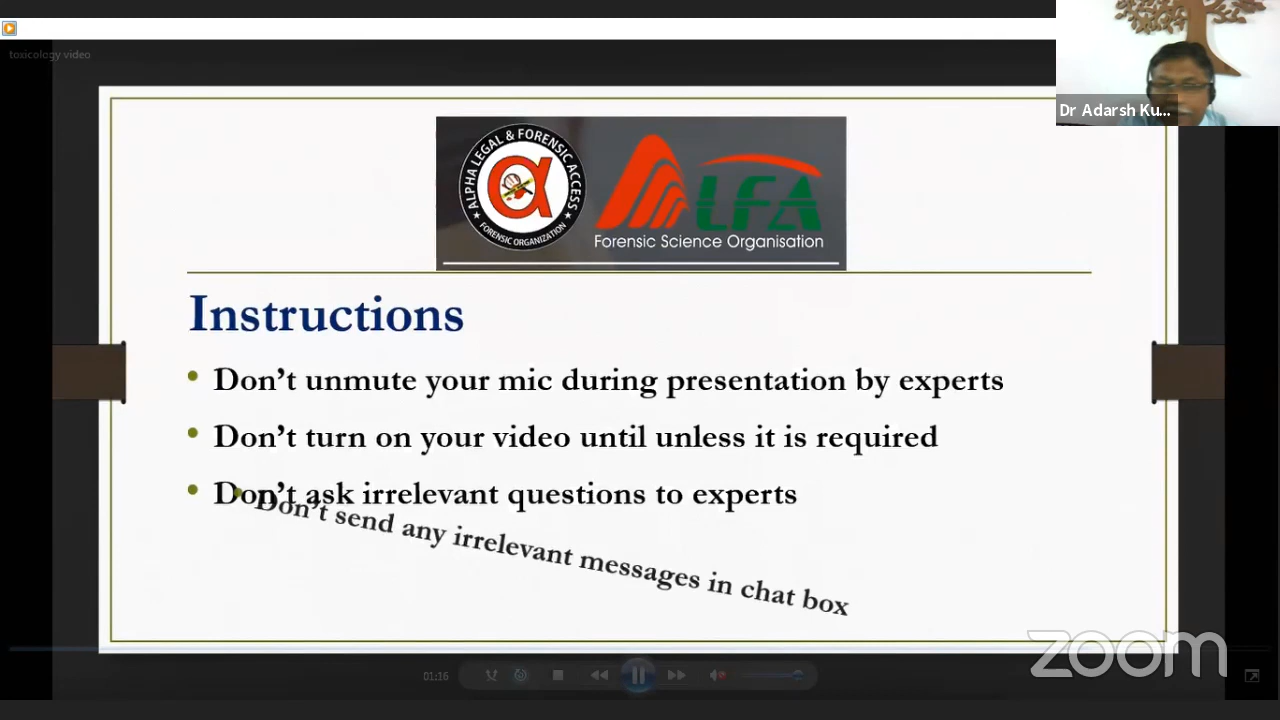 toxicology video
Dr Adarsh Ku...
ALPHA LEGAL & FORENSIC ACCESS
FORENSIC ORGANIZATION
ALFA
Forensic Science Organisation
Instructions
• Don't unmute your mic during presentation by experts
• Don't turn on your video until unless it is required
• Don't ask irrelevant questions to experts
• Don't send any irrelevant messages in chat box
zoom
01:16